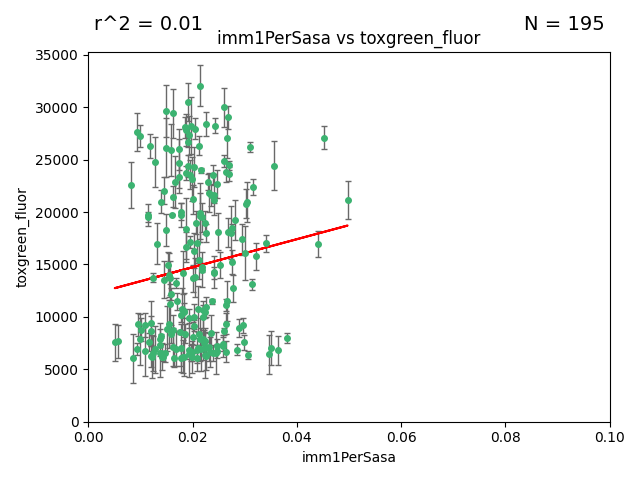 r^2 = 0.01
N = 195
imm1PerSasa vs toxgreen_fluor
35000
30000
25000
20000
15000
10000
5000
0
toxgreen_fluor
0.00
0.02
0.04
0.06
0.08
0.10
imm1PerSasa